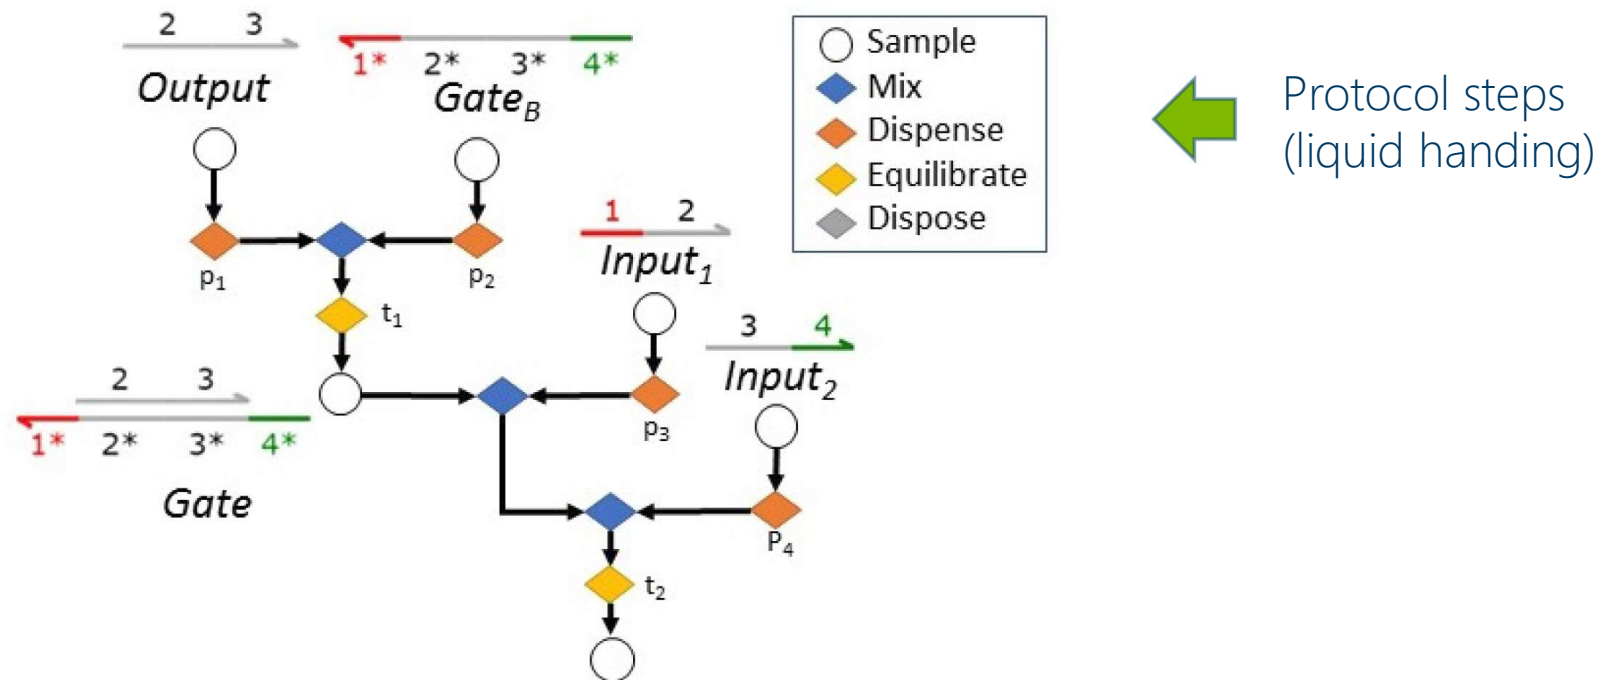 2 3
Output
1* 2* 3* 4*
Gate_B
Sample
Mix
Dispense
Equilibrate
Dispose
Protocol steps
(liquid handing)
p₁
p₂
1 2
Input₁
t₁
3 4
Input₂
2 3
1* 2* 3* 4*
Gate
p₃
P₄
t₂